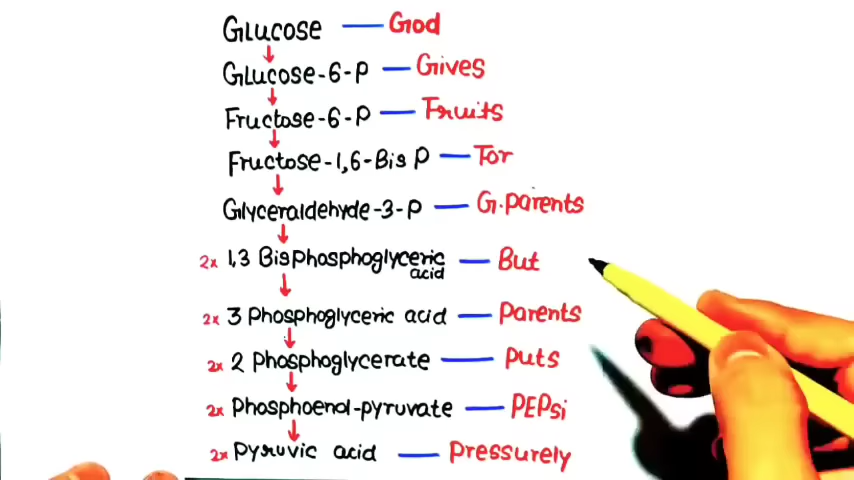 Glucose — God
Glucose-6-P — Gives
Fructose-6-P — Fruits
Fructose-1,6-Bis P — Tor
Glyceraldehyde-3-P — G.parents
2x 1,3 Bisphosphoglyceric acid — But
2x 3 Phosphoglyceric acid — Parents
2x 2 Phosphoglycerate — Puts
2x Phosphoenol-pyruvate — PEPsi
2x Pyruvic acid — Pressurely